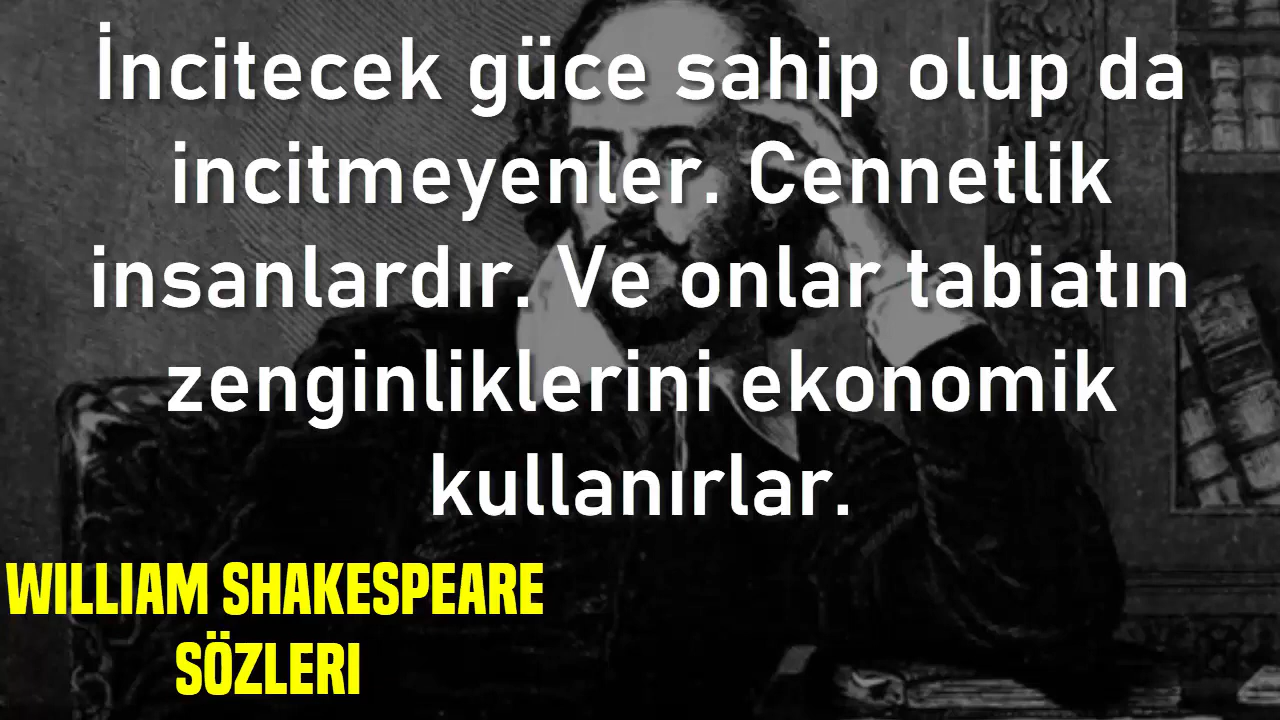 İncitecek güce sahip olup da
incitmeyenler. Cennetlik
insanlardır. Ve onlar tabiatın
zenginliklerini ekonomik
kullanırlar.
WILLIAM SHAKESPEARE
SÖZLERI